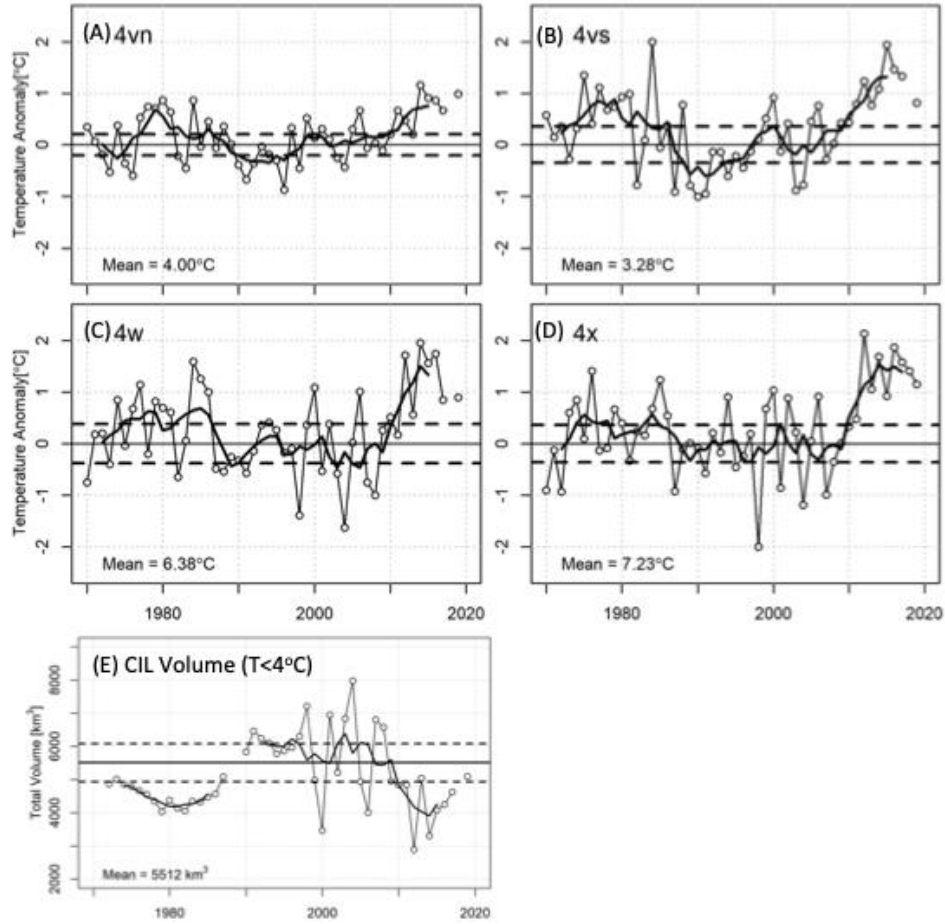 (A) 4vn
Temperature Anomaly[°C]
2
1
0
-1
-2
Mean = 4.00°C
(B) 4vs
2
1
0
-1
-2
Mean = 3.28°C
(C) 4w
Temperature Anomaly[°C]
2
1
0
-1
-2
Mean = 6.38°C
1980
2000
2020
(D) 4x
2
1
0
-1
-2
Mean = 7.23°C
1980
2000
2020
(E) CIL Volume (T<4°C)
Total Volume [km³]
8000
6000
4000
2000
Mean = 5512 km³
1980
2000
2020